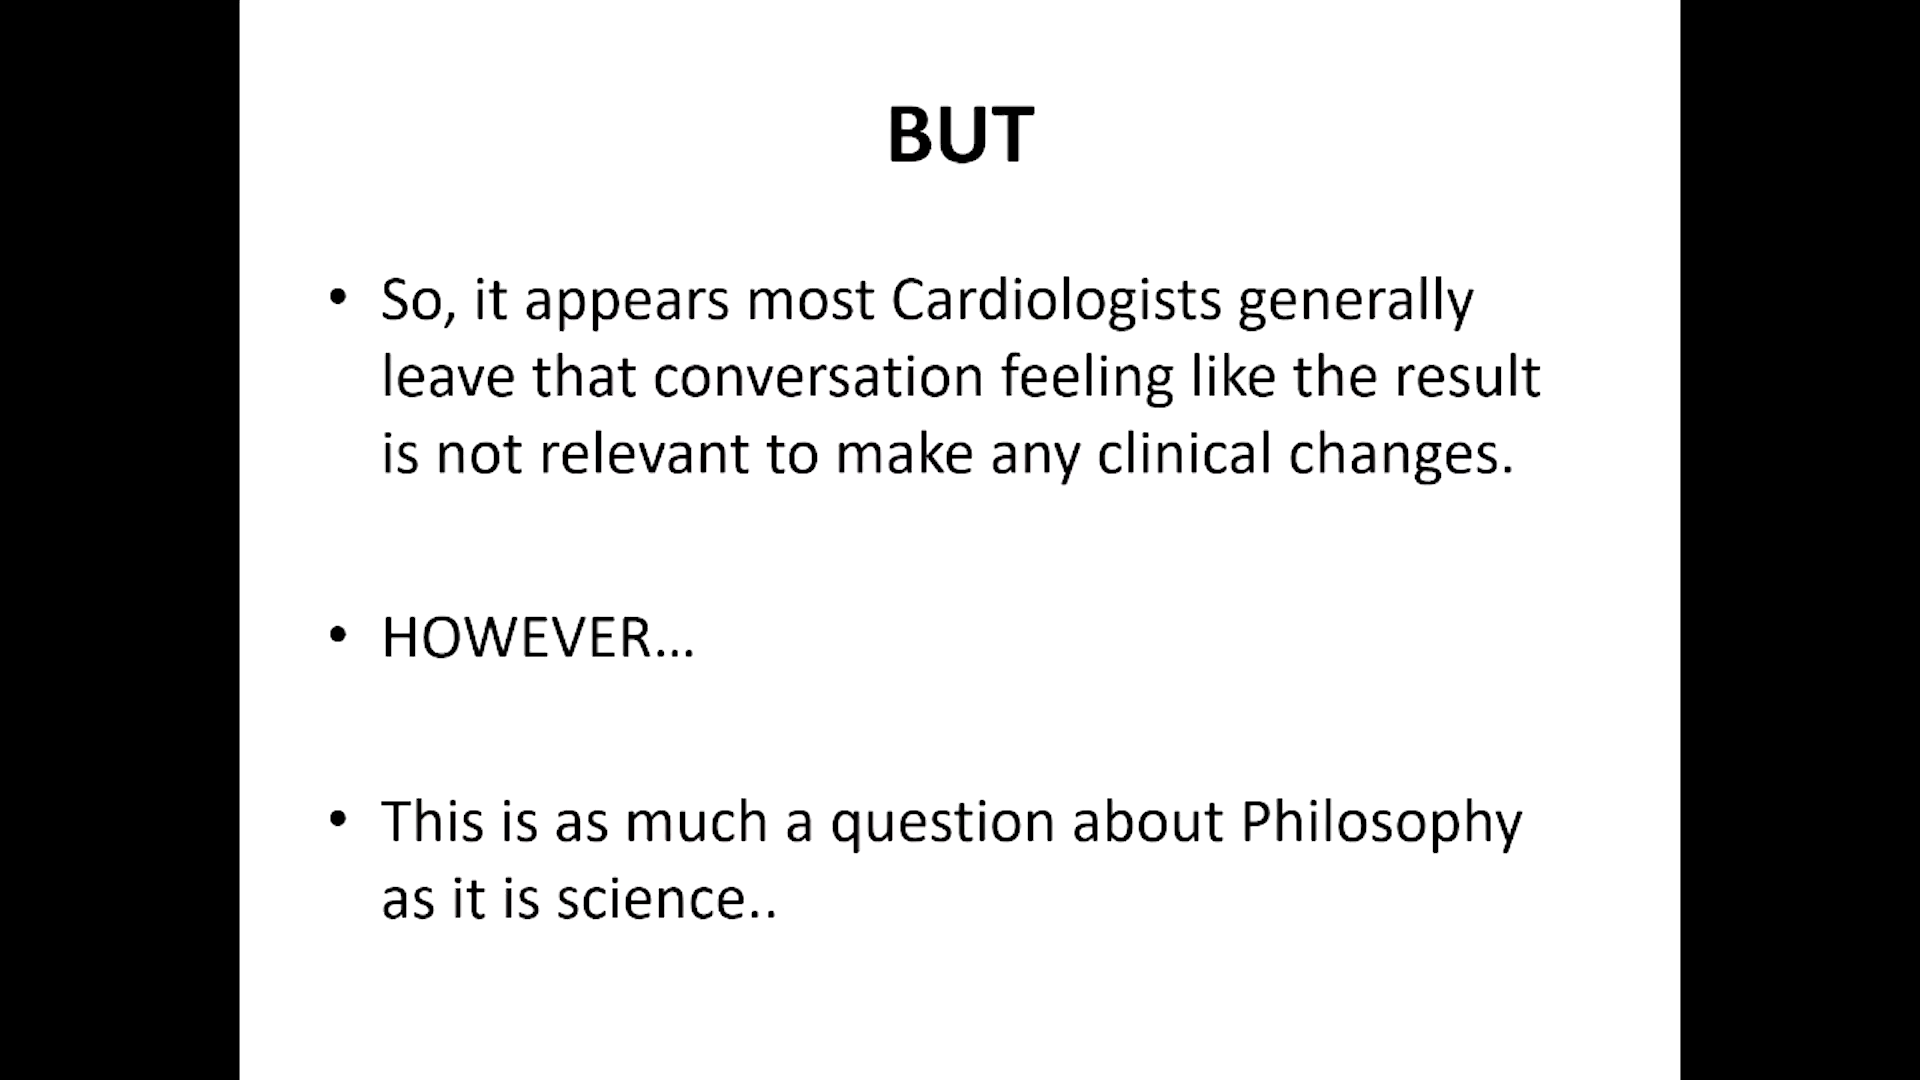 BUT
• So, it appears most Cardiologists generally
leave that conversation feeling like the result
is not relevant to make any clinical changes.
• HOWEVER...
• This is as much a question about Philosophy
as it is science..